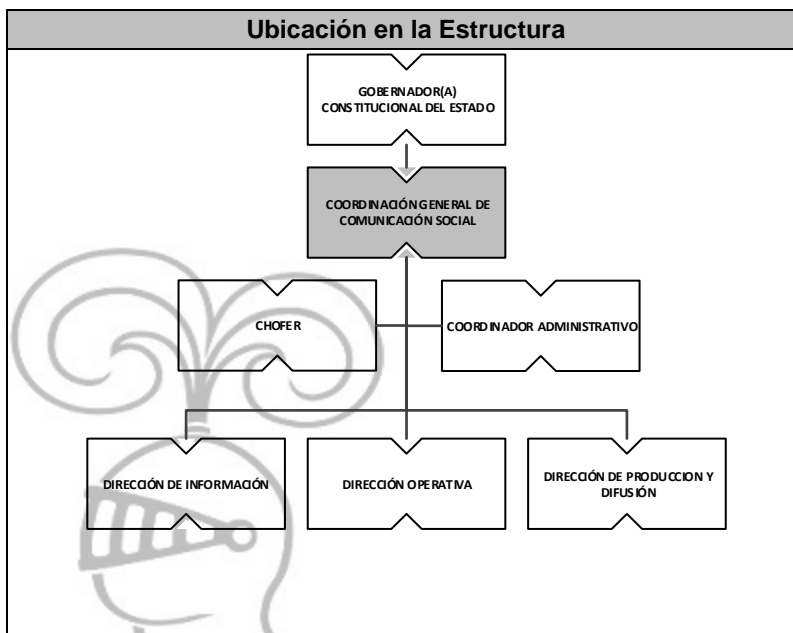 Ubicación en la Estructura
GOBERNADOR(A)
CONSTITUCIONAL DEL ESTADO
COORDINACIÓN GENERAL DE
COMUNICACIÓN SOCIAL
CHOFER
COORDINADOR ADMINISTRATIVO
DIRECCIÓN DE INFORMACIÓN
DIRECCIÓN OPERATIVA
DIRECCIÓN DE PRODUCCION Y
DIFUSIÓN